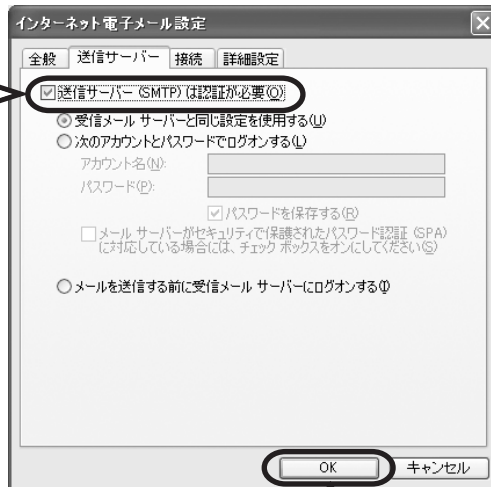 インターネット電子メール設定
全般 送信サーバー 接続 詳細設定
送信サーバー (SMTP) は認証が必要(O)
受信メール サーバーと同じ設定を使用する(U)
次のアカウントとパスワードでログオンする(L)
アカウント名(N):
パスワード(P):
パスワードを保存する(R)
メール サーバーがセキュリティで保護されたパスワード認証 (SPA)
に対応している場合には、チェック ボックスをオンにしてください(S)
メールを送信する前に受信メール サーバーにログオンする(I)
OK キャンセル